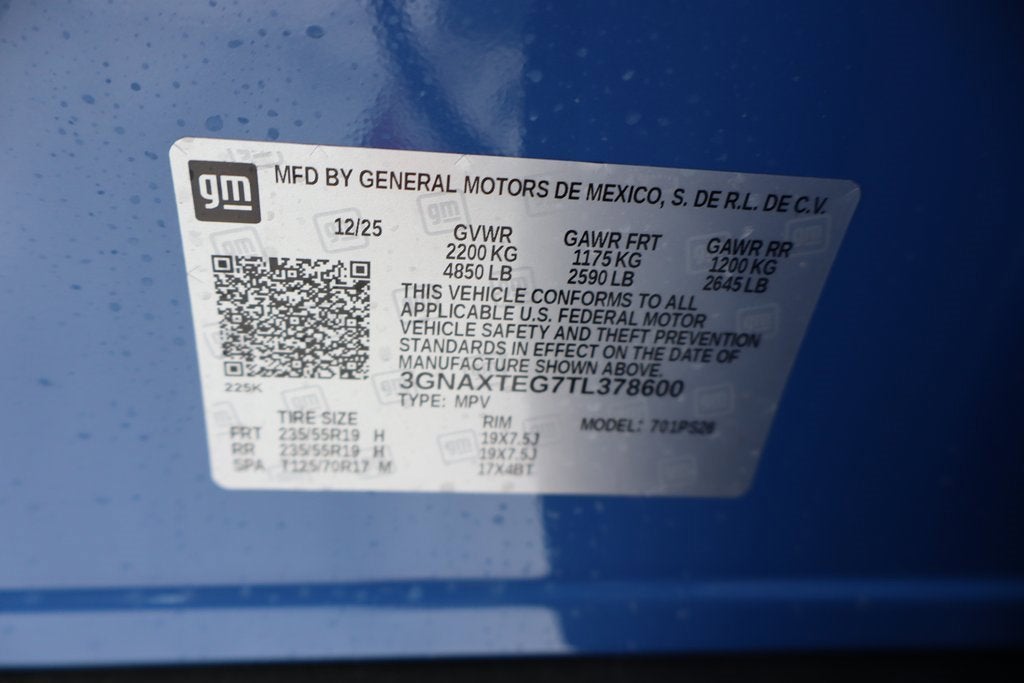 gm MFD BY GENERAL MOTORS DE MEXICO, S. DE R.L. DE C.V.
12/25 GVWR GAWR FRT GAWR RR
2200 KG 1175 KG 1200 KG
4850 LB 2590 LB 2645 LB
THIS VEHICLE CONFORMS TO ALL
APPLICABLE U.S. FEDERAL MOTOR
VEHICLE SAFETY AND THEFT PREVENTION
STANDARDS IN EFFECT ON THE DATE OF
MANUFACTURE SHOWN ABOVE.
225K 3GNAXTEG7TL378600
TYPE: MPV
TIRE SIZE RIM MODEL: 701PS26
FRT 235/55R19 H 19X7.5J
RR 235/55R19 H 19X7.5J
SPA T125/70R17 M 17X4BT